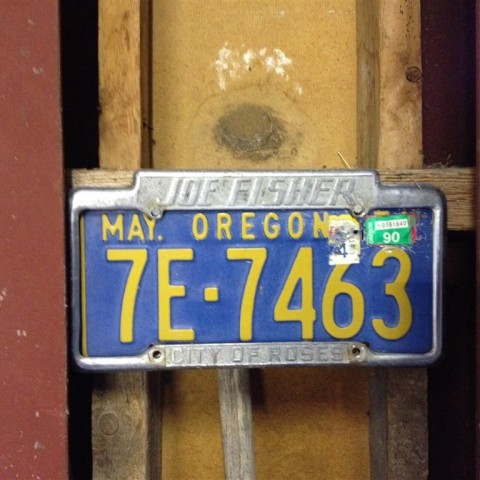 JOE FISHER
MAY. OREGON
90
7E·7463
CITY OF ROSES